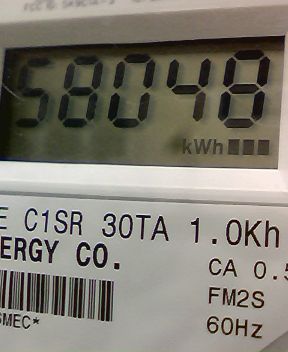 58048
kWh
E C1SR 30TA 1.0Kh
ERGY CO.
CA 0.5
FM2S
SMEC*
60Hz